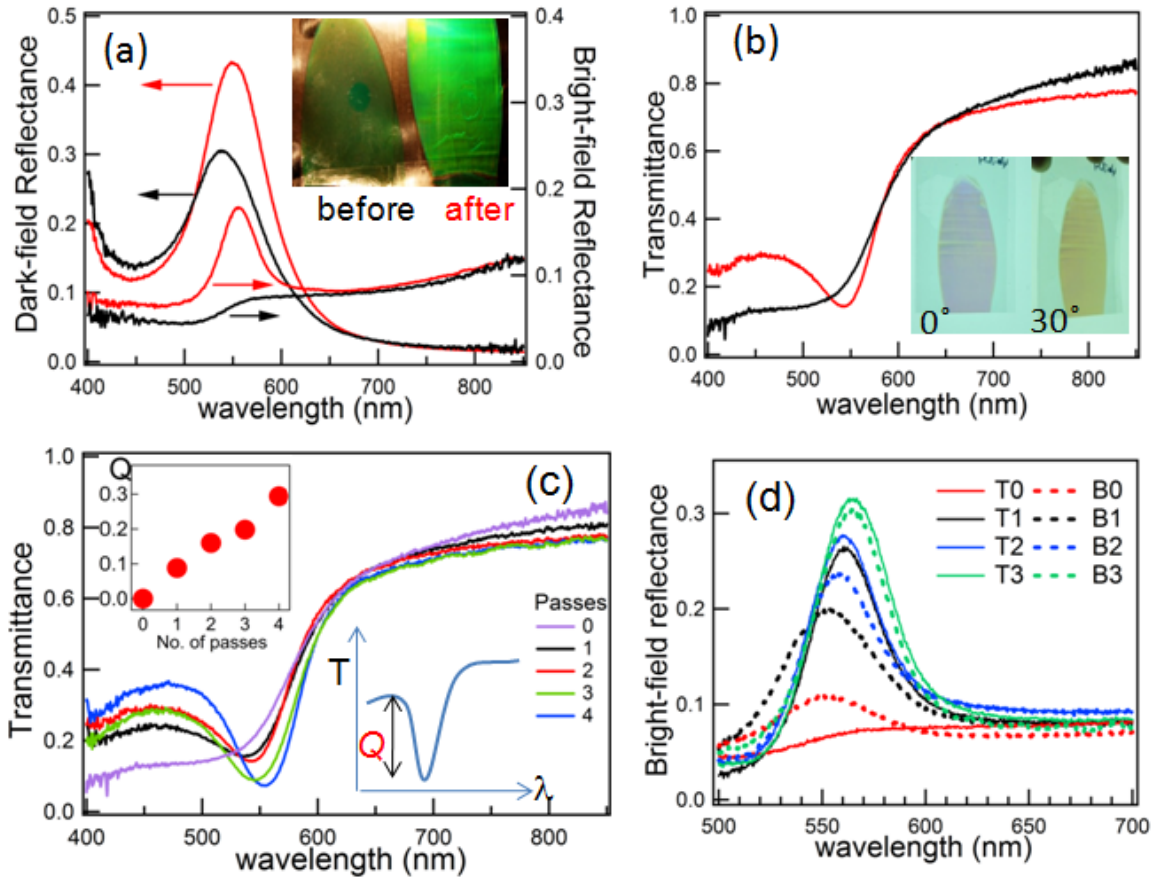 (a)
0.5
0.4
0.3
0.2
0.1
0.0
Dark-field Reflectance
0.4
0.3
0.2
0.1
0.0
Bright-field Reflectance
before
after
400
500
600
700
800
wavelength (nm)
(b)
1.0
0.8
0.6
0.4
0.2
0.0
Transmittance
0°
30°
400
500
600
700
800
wavelength (nm)
(c)
1.0
0.8
0.6
0.4
0.2
0.0
Transmittance
Q
0.3
0.2
0.1
0.0
0
1
2
3
4
No. of passes
Passes
0
1
2
3
4
T
Q
λ
400
500
600
700
800
wavelength (nm)
(d)
0.3
0.2
0.1
0.0
Bright-field reflectance
T0 B0
T1 B1
T2 B2
T3 B3
500
550
600
650
700
wavelength (nm)